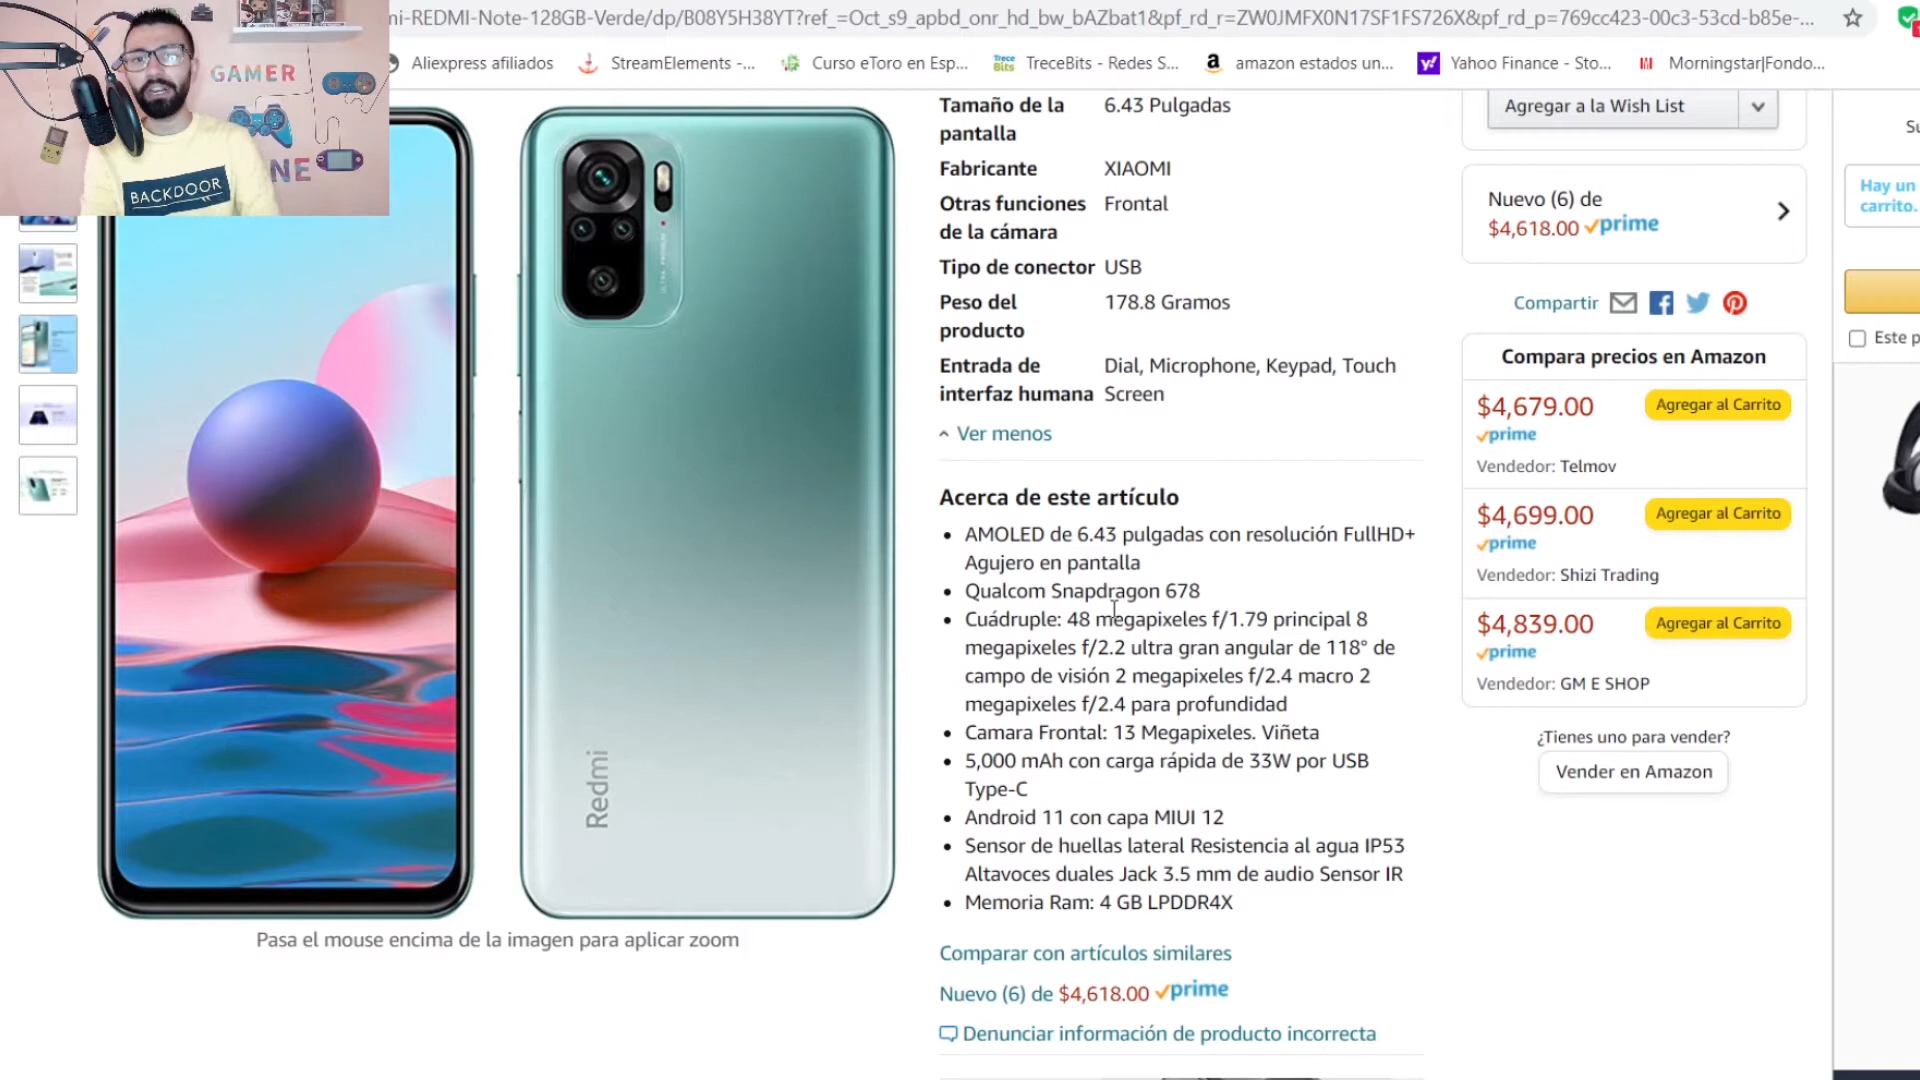 ni-REDMI-Note-128GB-Verde/dp/B08Y5H38YT?ref_=Oct_s9_apbd_onr_hd_bw_bAZbat1&pf_rd_r=ZW0JMFX0N17SF1FS726X&pf_rd_p=769cc423-00c3-53cd-b85e-...
Aliexpress afiliados
StreamElements -...
Curso eToro en Esp...
Trece Bits
TreceBits - Redes S...
amazon estados un...
Yahoo Finance - Sto...
Morningstar|Fondo...
GAMER
BACKDOOR
Redmi
Pasa el mouse encima de la imagen para aplicar zoom
Tamaño de la pantalla 6.43 Pulgadas
Fabricante XIAOMI
Otras funciones de la cámara Frontal
Tipo de conector USB
Peso del producto 178.8 Gramos
Entrada de interfaz humana Dial, Microphone, Keypad, Touch Screen
Ver menos
Acerca de este artículo
AMOLED de 6.43 pulgadas con resolución FullHD+
Agujero en pantalla
Qualcom Snapdragon 678
Cuádruple: 48 megapixeles f/1.79 principal 8
megapixeles f/2.2 ultra gran angular de 118° de
campo de visión 2 megapixeles f/2.4 macro 2
megapixeles f/2.4 para profundidad
Camara Frontal: 13 Megapixeles. Viñeta
5,000 mAh con carga rápida de 33W por USB
Type-C
Android 11 con capa MIUI 12
Sensor de huellas lateral Resistencia al agua IP53
Altavoces duales Jack 3.5 mm de audio Sensor IR
Memoria Ram: 4 GB LPDDR4X
Comparar con artículos similares
Nuevo (6) de $4,618.00 prime
Denunciar información de producto incorrecta
Agregar a la Wish List
Nuevo (6) de
$4,618.00 prime
Compartir
Compara precios en Amazon
$4,679.00 Agregar al Carrito
prime
Vendedor: Telmov
$4,699.00 Agregar al Carrito
prime
Vendedor: Shizi Trading
$4,839.00 Agregar al Carrito
prime
Vendedor: GM E SHOP
¿Tienes uno para vender?
Vender en Amazon
Su
Hay un
carrito.
Este p